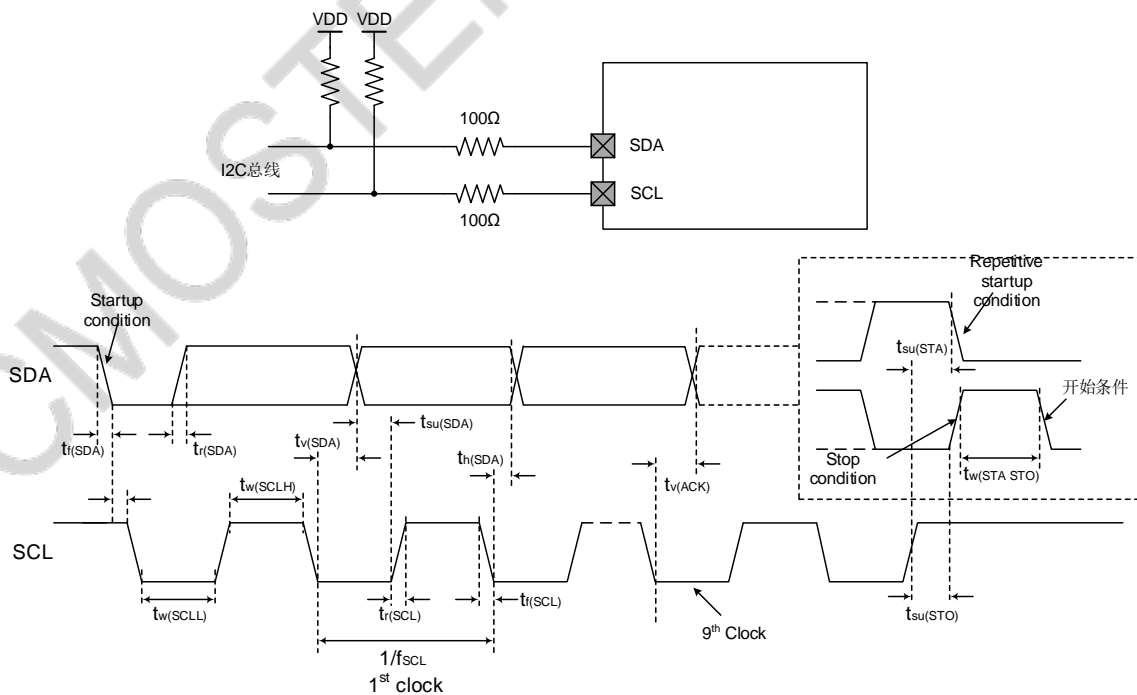 VDD VDD
100Ω
SDA
I2C总线
SCL
100Ω
Repetitive
startup
condition
Startup
condition
tsu(STA)
SDA
开始条件
tf(SDA)
tr(SDA)
tv(SDA)
tsu(SDA)
th(SDA)
tv(ACK)
Stop
condition
tw(STA STO)
tw(SCLH)
SCL
tw(SCLL)
tr(SCL)
tf(SCL)
9th Clock
tsu(STO)
1/fSCL
1st clock
CMOSTE